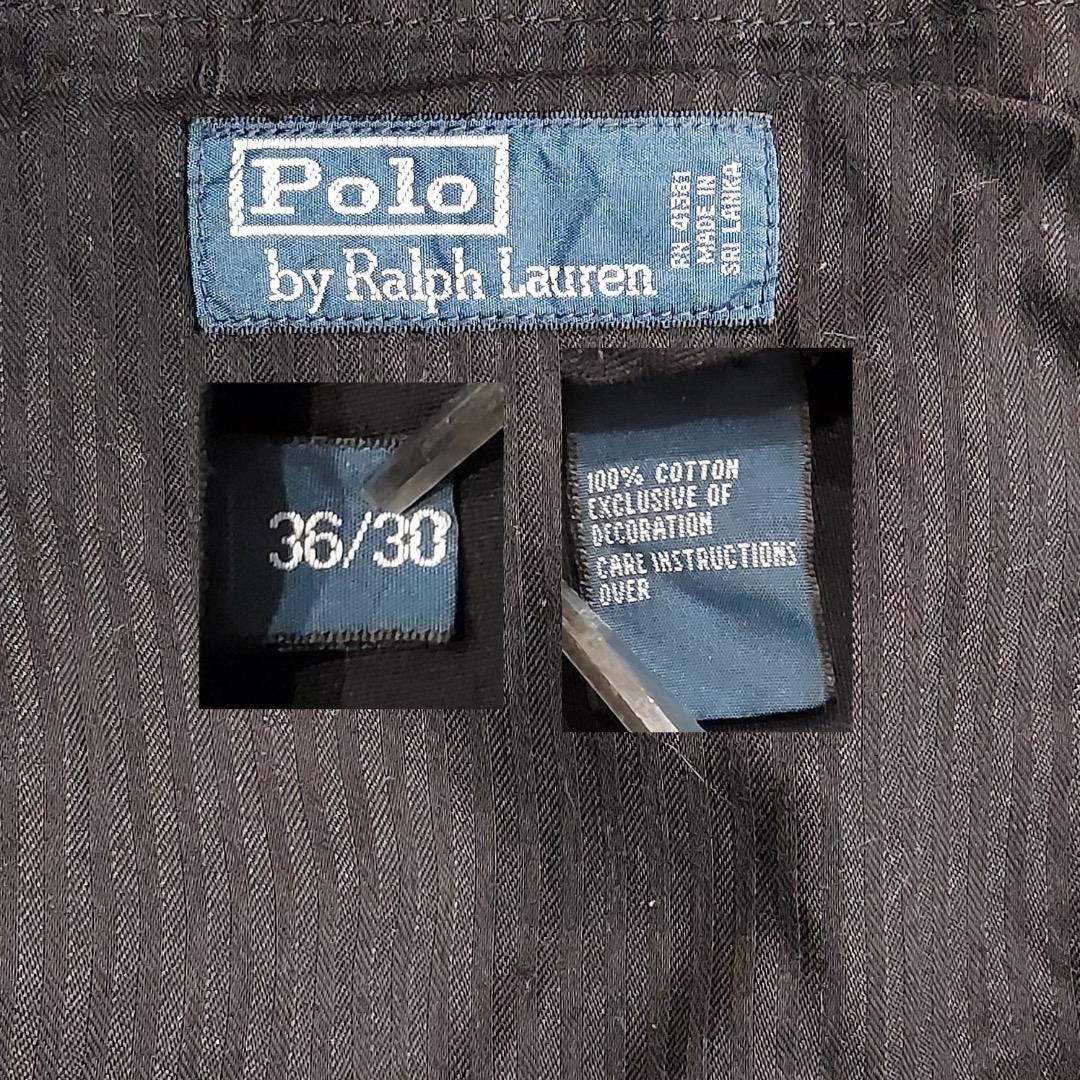 Polo
by Ralph Lauren
RN 41381
MADE IN
SRI LANKA
36/30
100% COTTON
EXCLUSIVE OF
DECORATION
CARE INSTRUCTIONS
OVER